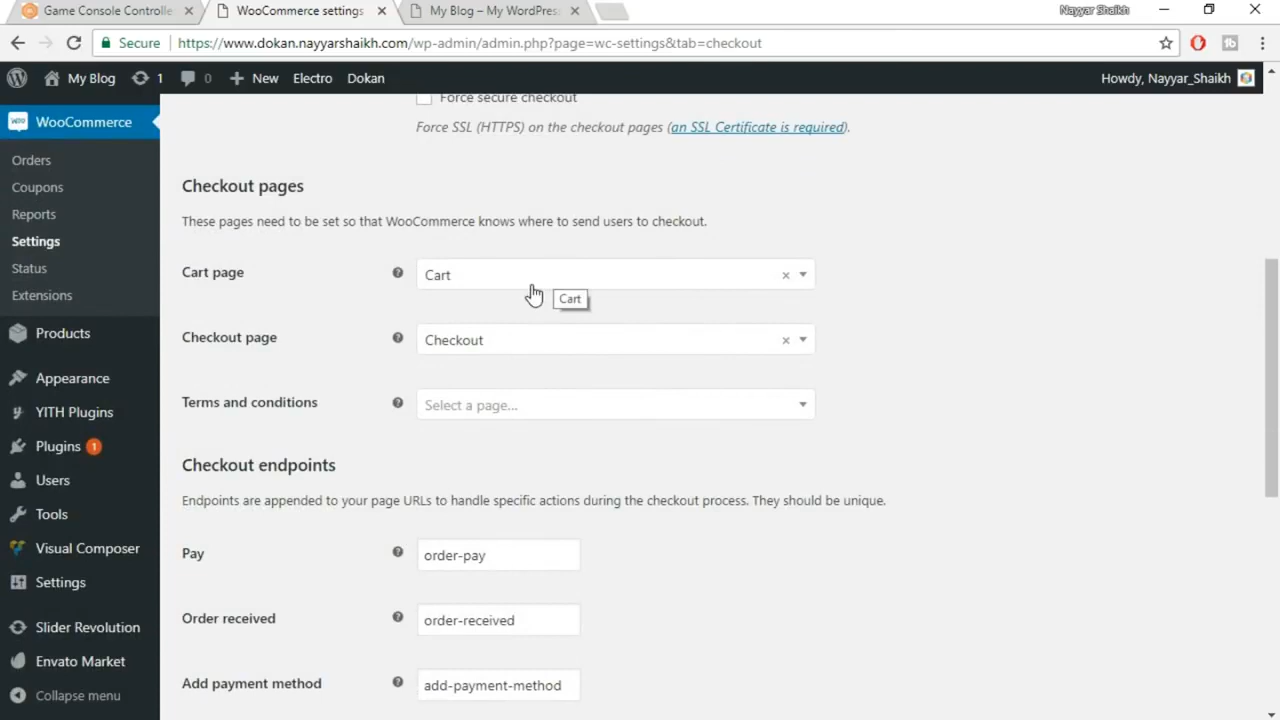 Game Console Controlle
WooCommerce settings
My Blog – My WordPres
Nayyar Shaikh
Secure
https://www.dokan.nayyarshaikh.com/wp-admin/admin.php?page=wc-settings&tab=checkout
My Blog
1
0
New
Electro
Dokan
Howdy, Nayyar_Shaikh
WooCommerce
Orders
Coupons
Reports
Settings
Status
Extensions
Products
Appearance
YITH Plugins
Plugins 1
Users
Tools
Visual Composer
Settings
Slider Revolution
Envato Market
Collapse menu
Force secure checkout
Force SSL (HTTPS) on the checkout pages (an SSL Certificate is required).
Checkout pages
These pages need to be set so that WooCommerce knows where to send users to checkout.
Cart page
Cart
Cart
Checkout page
Checkout
Terms and conditions
Select a page...
Checkout endpoints
Endpoints are appended to your page URLs to handle specific actions during the checkout process. They should be unique.
Pay
order-pay
Order received
order-received
Add payment method
add-payment-method